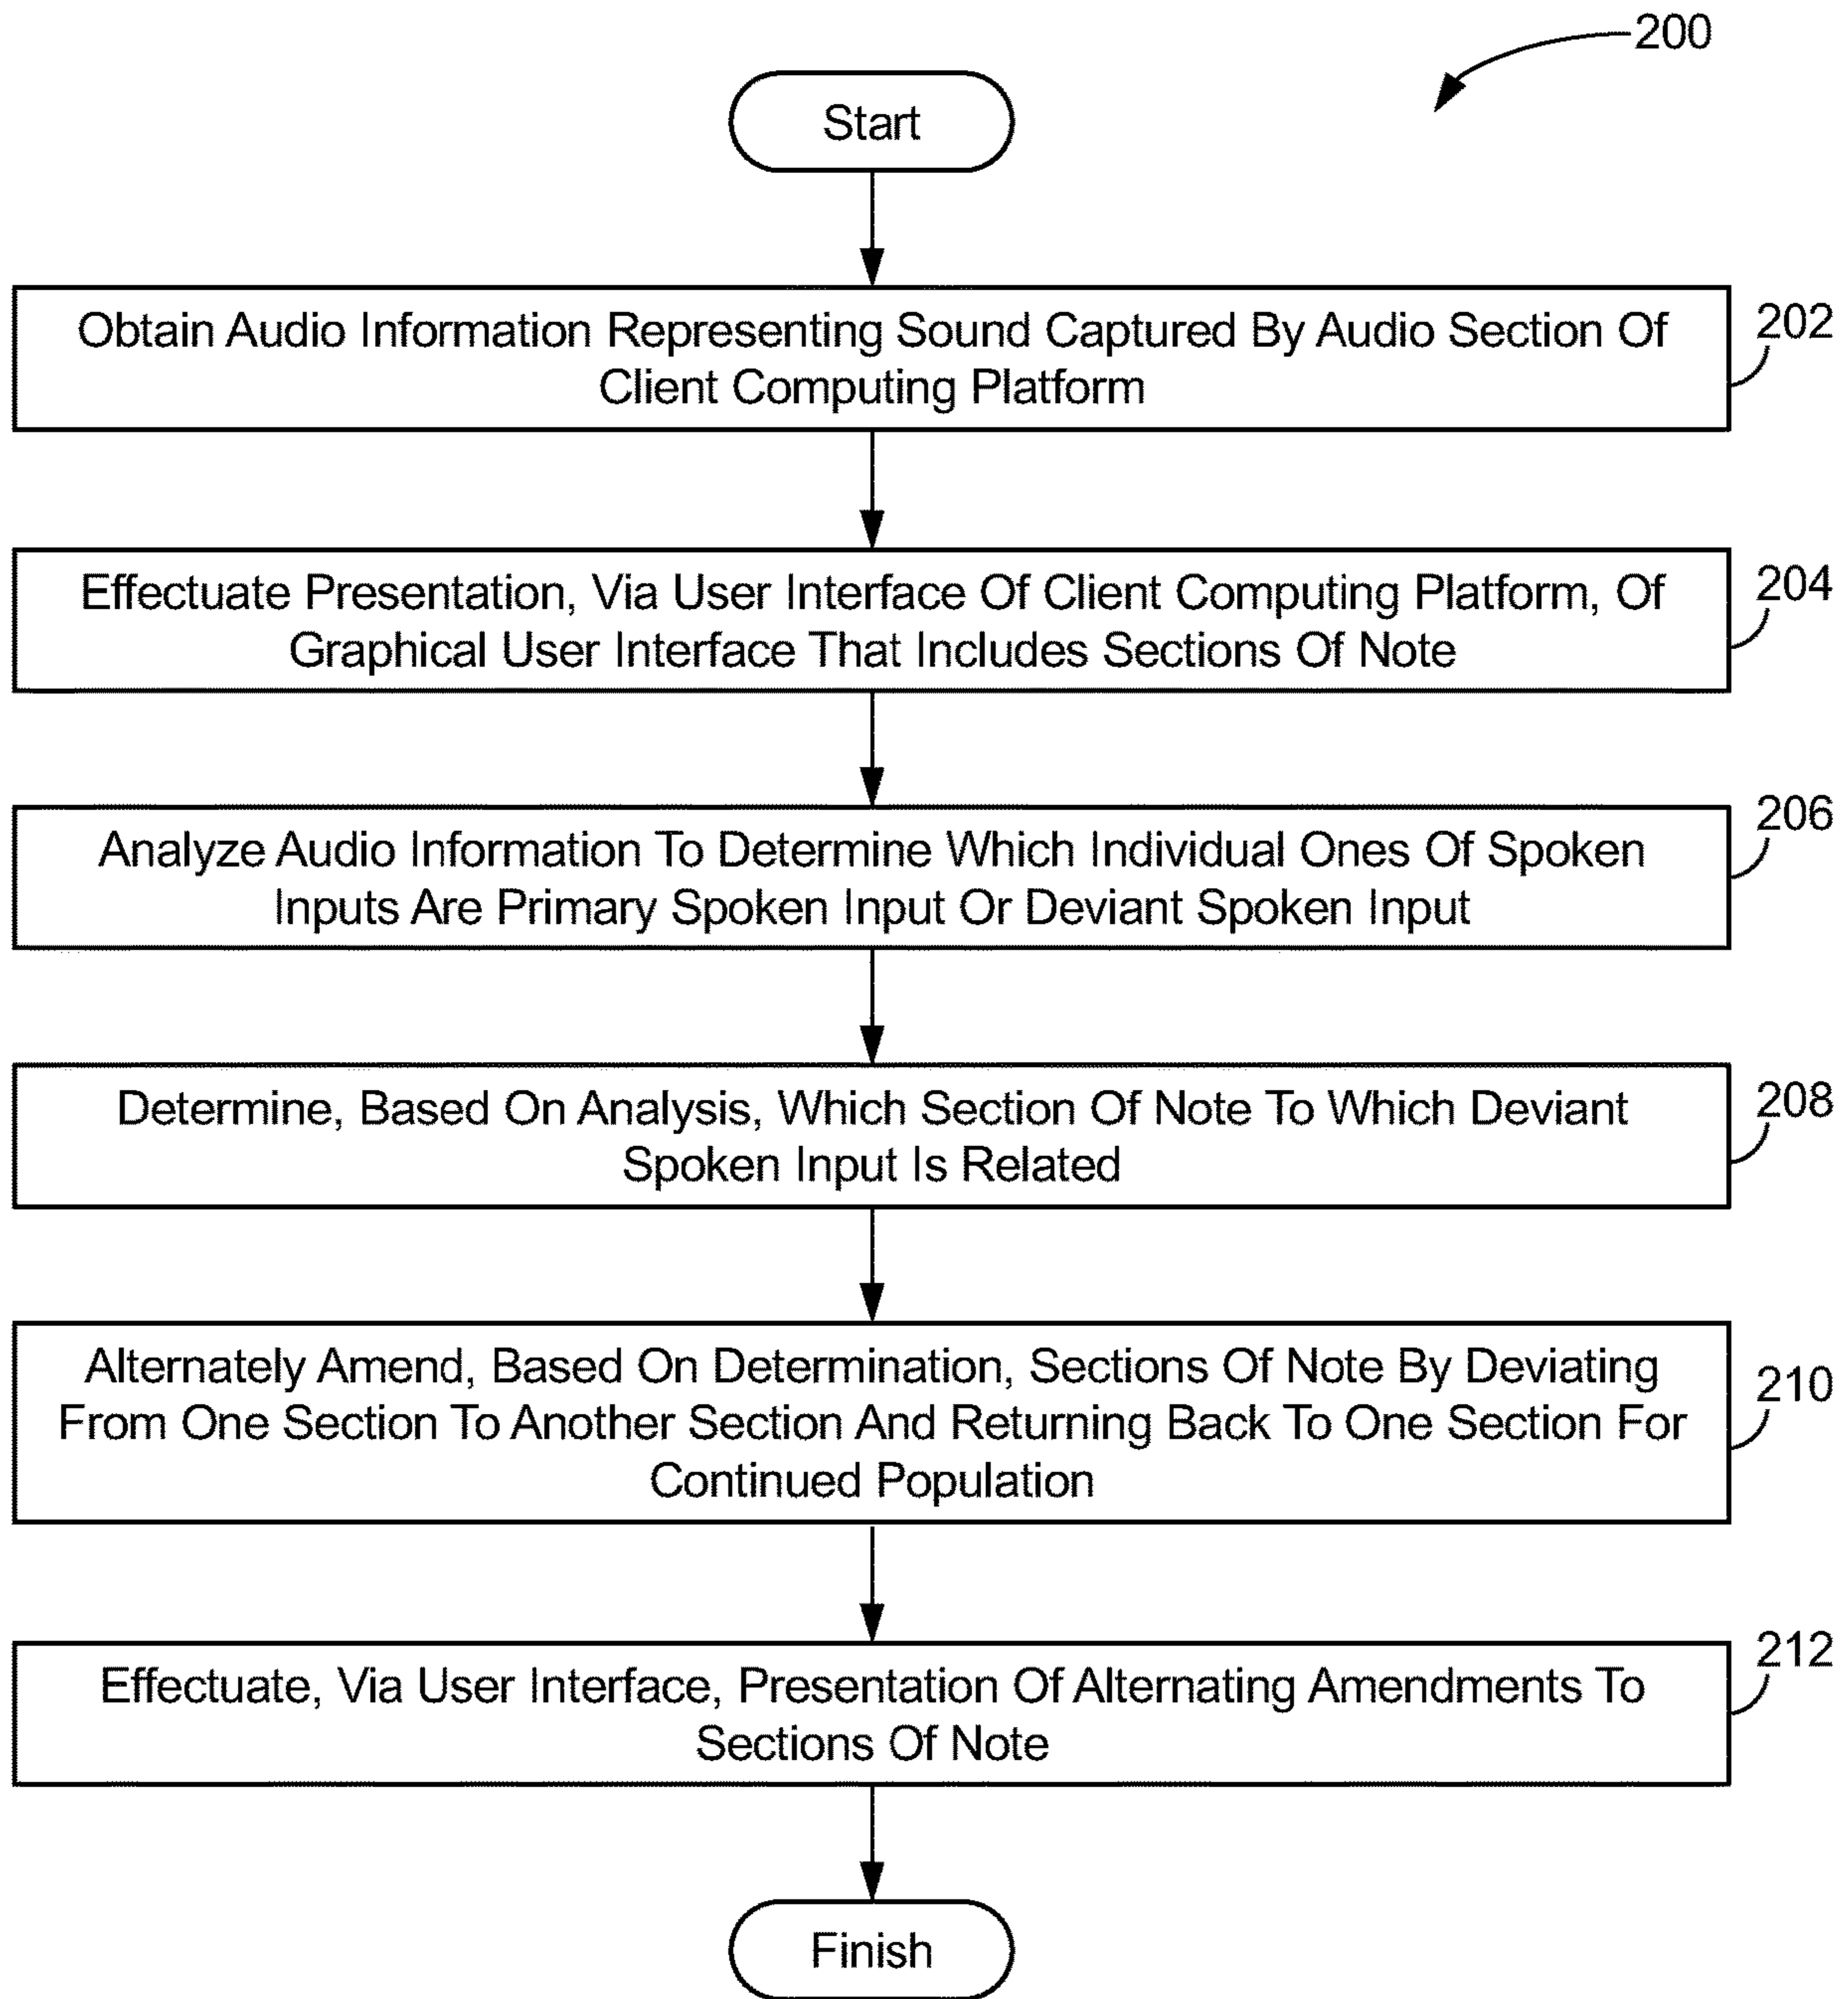 200
Start
Obtain Audio Information Representing Sound Captured By Audio Section Of
Client Computing Platform
202
Effectuate Presentation, Via User Interface Of Client Computing Platform, Of
Graphical User Interface That Includes Sections Of Note
204
Analyze Audio Information To Determine Which Individual Ones Of Spoken
Inputs Are Primary Spoken Input Or Deviant Spoken Input
206
Determine, Based On Analysis, Which Section Of Note To Which Deviant
Spoken Input Is Related
208
Alternately Amend, Based On Determination, Sections Of Note By Deviating
From One Section To Another Section And Returning Back To One Section For
Continued Population
210
Effectuate, Via User Interface, Presentation Of Alternating Amendments To
Sections Of Note
212
Finish